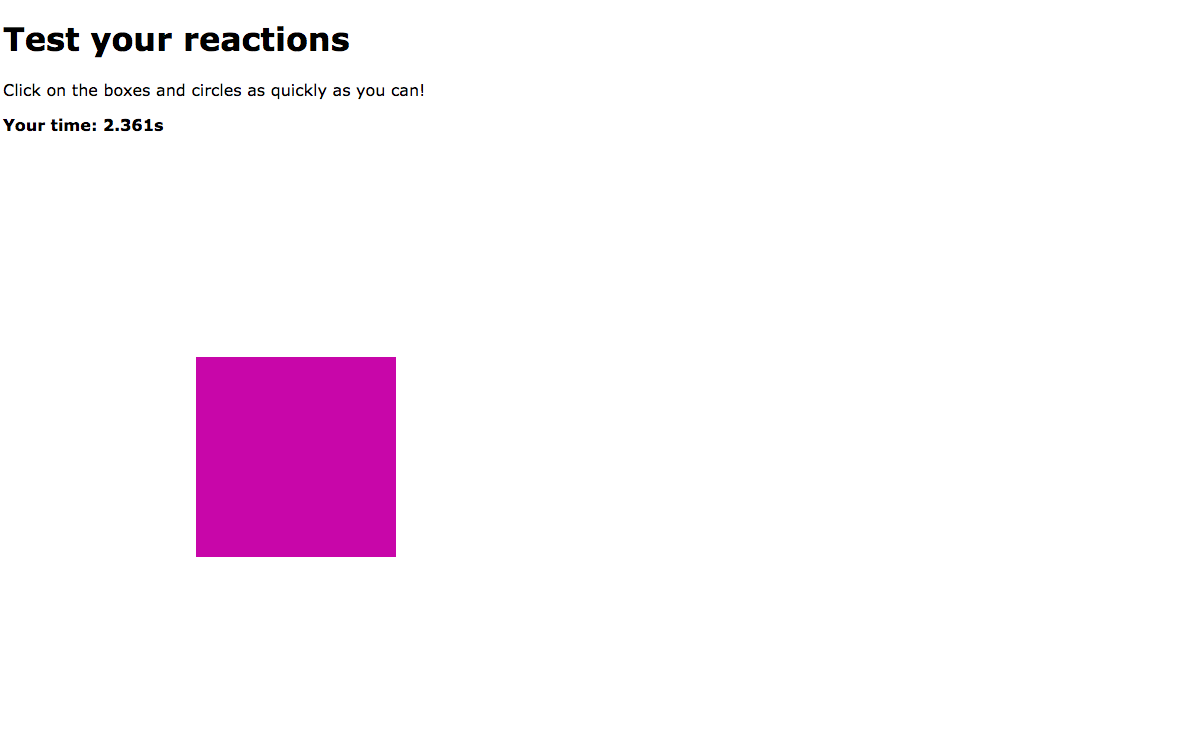 Test your reactions
Click on the boxes and circles as quickly as you can!
Your time: 2.361s